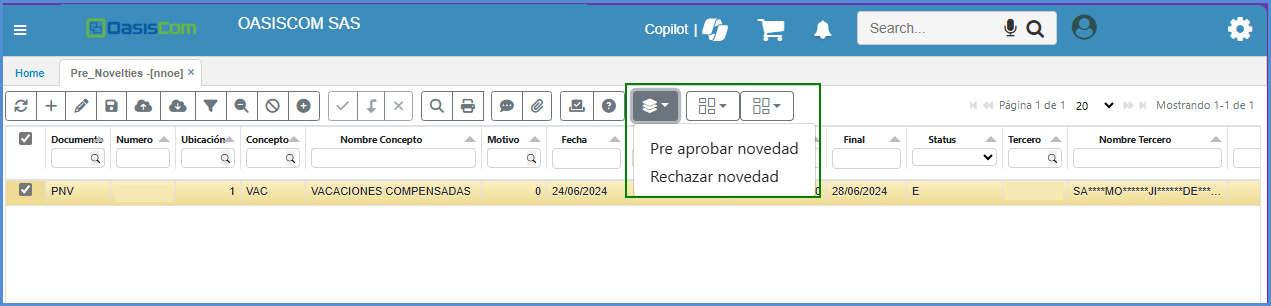 OasisCom
OASISCOM SAS
Copilot |
Search...
Home
Pre_Novelties -[nnoe] ×
Página 1 de 1 20
Mostrando 1-1 de 1
Documento Numero Ubicación Concepto Nombre Concepto Motivo Fecha Final Status Tercero Nombre Tercero
Pre aprobar novedad
Rechazar novedad
PNV 1 VAC VACACIONES COMPENSADAS 0 24/06/2024 0 28/06/2024 E SA****MO******JI******DE***...